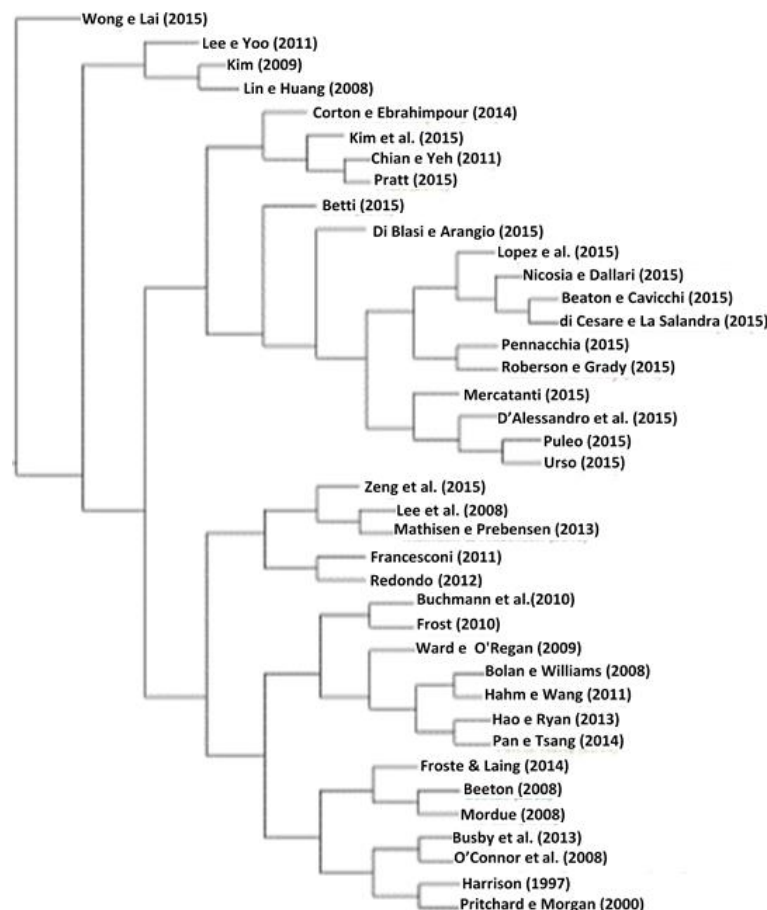 Wong e Lai (2015)
Lee e Yoo (2011)
Kim (2009)
Lin e Huang (2008)
Corton e Ebrahimpour (2014)
Kim et al. (2015)
Chian e Yeh (2011)
Pratt (2015)
Betti (2015)
Di Blasi e Arangio (2015)
Lopez e al. (2015)
Nicosia e Dallari (2015)
Beaton e Cavicchi (2015)
di Cesare e La Salandra (2015)
Pennacchia (2015)
Roberson e Grady (2015)
Mercatanti (2015)
D’Alessandro et al. (2015)
Puleo (2015)
Urso (2015)
Zeng et al. (2015)
Lee et al. (2008)
Mathisen e Prebensen (2013)
Francesconi (2011)
Redondo (2012)
Buchmann et al.(2010)
Frost (2010)
Ward e O'Regan (2009)
Bolan e Williams (2008)
Hahm e Wang (2011)
Hao e Ryan (2013)
Pan e Tsang (2014)
Froste & Laing (2014)
Beeton (2008)
Mordue (2008)
Busby et al. (2013)
O’Connor et al. (2008)
Harrison (1997)
Pritchard e Morgan (2000)